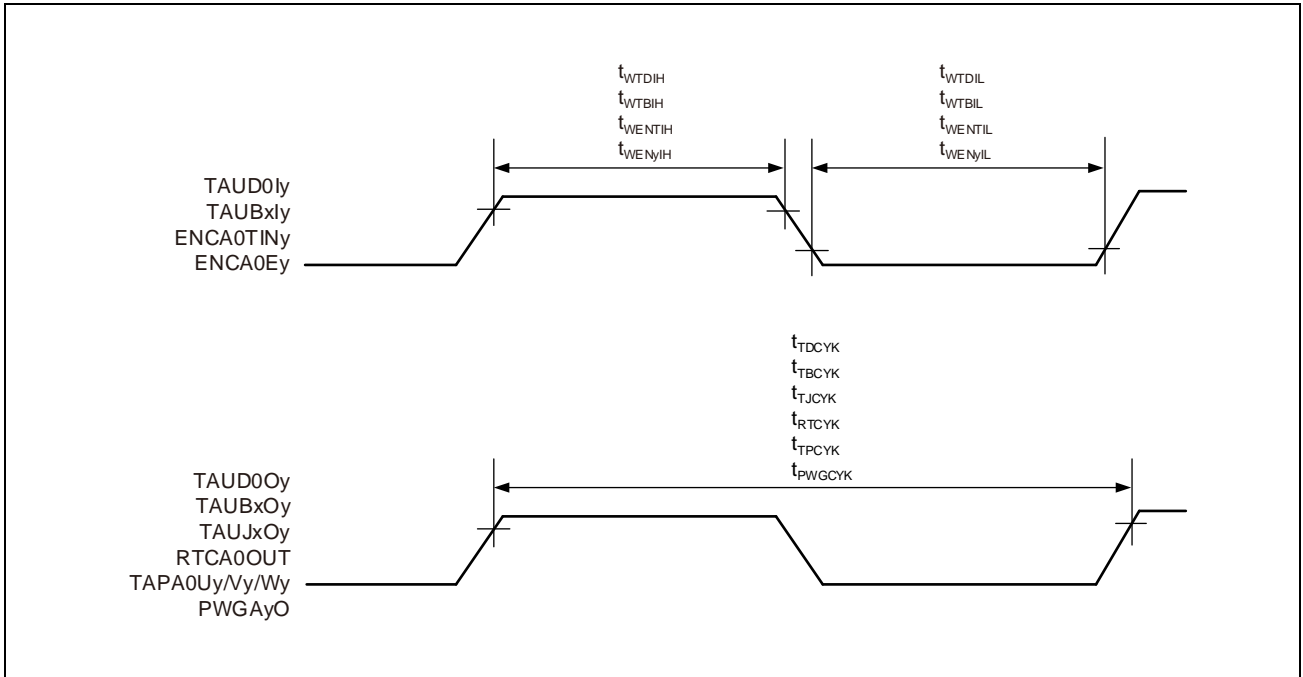 tWTDIH
tWTBIH
tWENTIH
tWENyIH
tWTDIL
tWTBIL
tWENTIL
tWENyIL
TAUD0Iy
TAUBxIy
ENCA0TINy
ENCA0Ey
tTDCYK
tTBCYK
tTJCYK
tRTCYK
tTPCYK
tPWGCYK
TAUD0Oy
TAUBxOy
TAUJxOy
RTCA0OUT
TAPA0Uy/Vy/Wy
PWGAyO